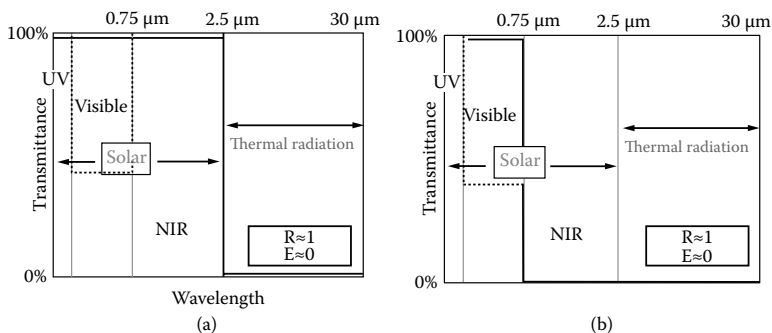 0.75 µm
2.5 µm
30 µm
100%
UV
Visible
Transmittance
Solar
Thermal radiation
NIR
R≈1
E≈0
0%
Wavelength
(a)
0.75 µm
2.5 µm
30 µm
100%
UV
Visible
Transmittance
Solar
Thermal radiation
NIR
R≈1
E≈0
0%
(b)